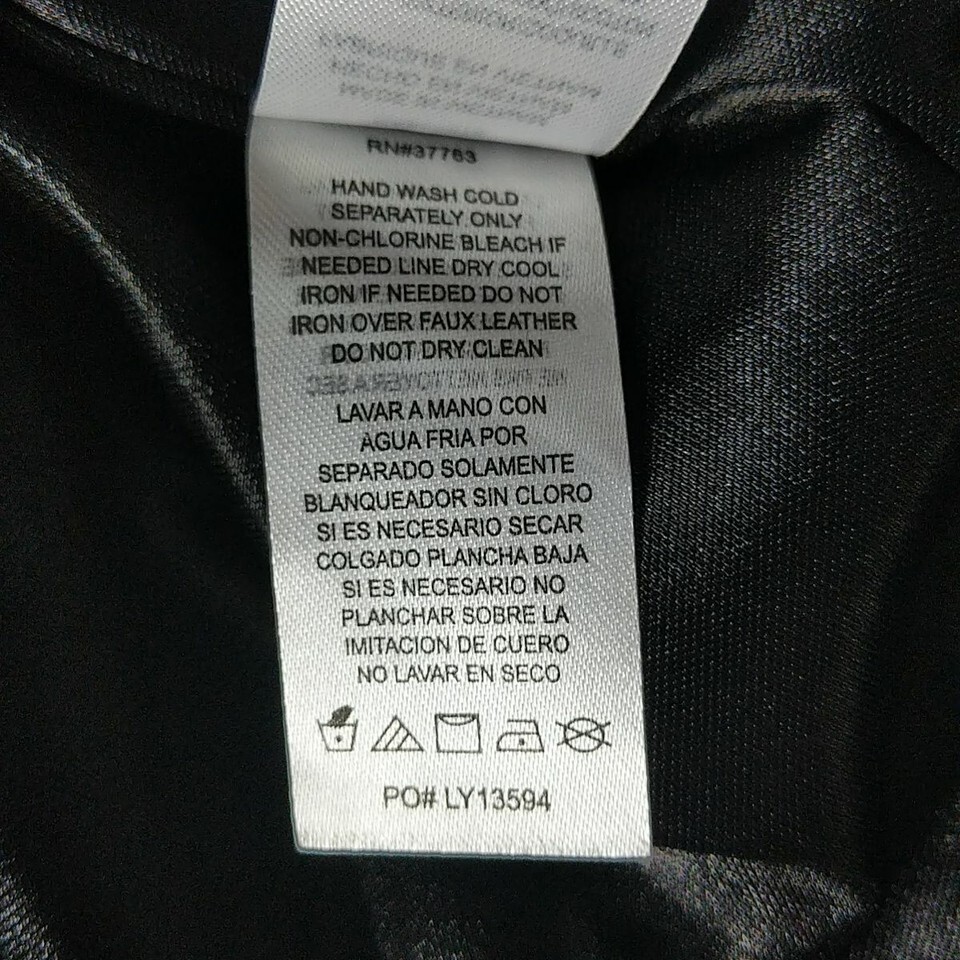 RN#37763
HAND WASH COLD
SEPARATELY ONLY
NON-CHLORINE BLEACH IF
NEEDED LINE DRY COOL
IRON IF NEEDED DO NOT
IRON OVER FAUX LEATHER
DO NOT DRY CLEAN
LAVAR A MANO CON
AGUA FRIA POR
SEPARADO SOLAMENTE
BLANQUEADOR SIN CLORO
SI ES NECESARIO SECAR
COLGADO PLANCHA BAJA
SI ES NECESARIO NO
PLANCHAR SOBRE LA
IMITACION DE CUERO
NO LAVAR EN SECO
PO# LY13594